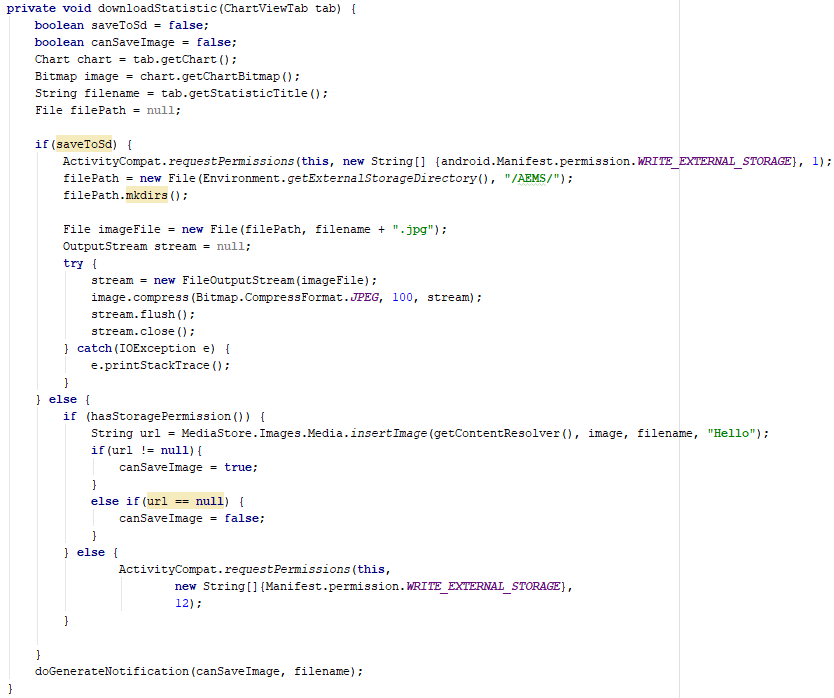 private void downloadStatistic(ChartViewTab tab) {
    boolean saveToSd = false;
    boolean canSaveImage = false;
    Chart chart = tab.getChart();
    Bitmap image = chart.getChartBitmap();
    String filename = tab.getStatisticTitle();
    File filePath = null;

    if(saveToSd) {
        ActivityCompat.requestPermissions(this, new String[] {android.Manifest.permission.WRITE_EXTERNAL_STORAGE}, 1);
        filePath = new File(Environment.getExternalStorageDirectory(), "/AEMS/");
        filePath.mkdirs();

        File imageFile = new File(filePath, filename + ".jpg");
        OutputStream stream = null;
        try {
            stream = new FileOutputStream(imageFile);
            image.compress(Bitmap.CompressFormat.JPEG, 100, stream);
            stream.flush();
            stream.close();
        } catch(IOException e) {
            e.printStackTrace();
        }
    } else {
        if (hasStoragePermission()) {
            String url = MediaStore.Images.Media.insertImage(getContentResolver(), image, filename, "Hello");
            if(url != null){
                canSaveImage = true;
            }
            else if(url == null) {
                canSaveImage = false;
            }
        } else {
                ActivityCompat.requestPermissions(this,
                        new String[]{Manifest.permission.WRITE_EXTERNAL_STORAGE},
                        12);
        }

    }
    doGenerateNotification(canSaveImage, filename);
}